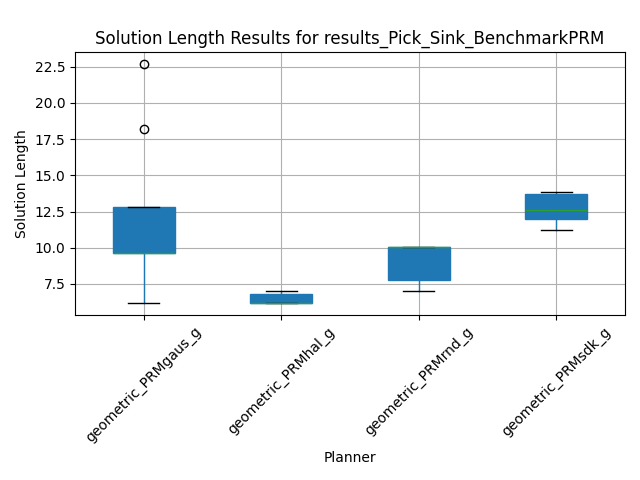 Solution Length Results for results_Pick_Sink_BenchmarkPRM
Solution Length
22.5
20.0
17.5
15.0
12.5
10.0
7.5
geometric_PRMgaus_g
geometric_PRMhal_g
geometric_PRMrnd_g
geometric_PRMsdk_g
Planner